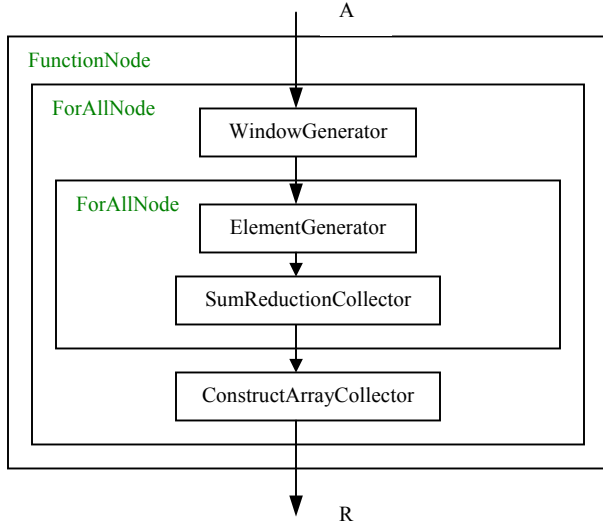 A
FunctionNode
ForAllNode
WindowGenerator
ForAllNode
ElementGenerator
SumReductionCollector
ConstructArrayCollector
R